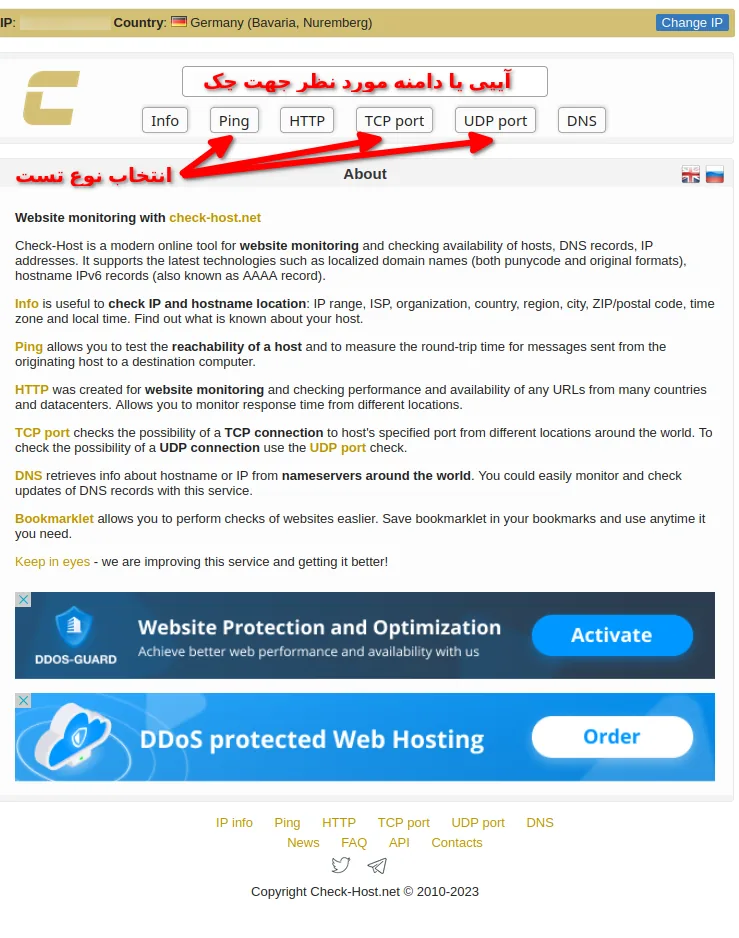 IP: Country: Germany (Bavaria, Nuremberg) Change IP
آیپی یا دامنه مورد نظر جهت چک
Info Ping HTTP TCP port UDP port DNS
انتخاب نوع تست
About
Website monitoring with check-host.net
Check-Host is a modern online tool for website monitoring and checking availability of hosts, DNS records, IP
addresses. It supports the latest technologies such as localized domain names (both punycode and original formats),
hostname IPv6 records (also known as AAAA record).
Info is useful to check IP and hostname location: IP range, ISP, organization, country, region, city, ZIP/postal code, time
zone and local time. Find out what is known about your host.
Ping allows you to test the reachability of a host and to measure the round-trip time for messages sent from the
originating host to a destination computer.
HTTP was created for website monitoring and checking performance and availability of any URLs from many countries
and datacenters. Allows you to monitor response time from different locations.
TCP port checks the possibility of a TCP connection to host's specified port from different locations around the world. To
check the possibility of a UDP connection use the UDP port check.
DNS retrieves info about hostname or IP from nameservers around the world. You could easily monitor and check
updates of DNS records with this service.
Bookmarklet allows you to perform checks of websites easier. Save bookmarklet in your bookmarks and use anytime it
you need.
Keep in eyes - we are improving this service and getting it better!
DDOS-GUARD
Website Protection and Optimization
Achieve better web performance and availability with us
Activate
DDoS protected Web Hosting
Order
IP info Ping HTTP TCP port UDP port DNS
News FAQ API Contacts
Copyright Check-Host.net © 2010-2023